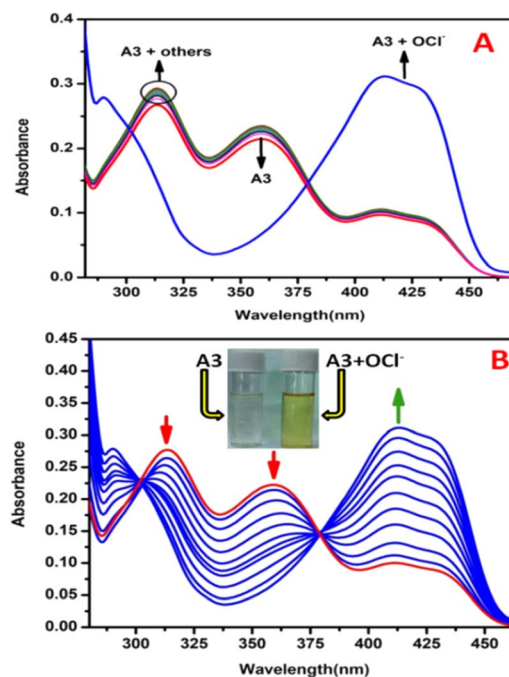 A
A3 + others
A3 + OCl⁻
A3
Absorbance
0.4
0.3
0.2
0.1
0.0
300 325 350 375 400 425 450
Wavelength(nm)
B
A3
A3+OCl⁻
Absorbance
0.45
0.40
0.35
0.30
0.25
0.20
0.15
0.10
0.05
0.00
300 325 350 375 400 425 450
Wavelength(nm)